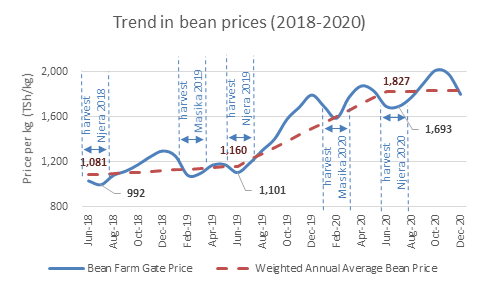 Trend in bean prices (2018-2020)
Price per kg (TSh/kg)
2,000
1,600
1,200
800
harvest
Njera 2018
harvest
Masika 2019
harvest
Njera 2019
harvest
Masika 2020
harvest
Njera 2020
1,081
992
1,160
1,101
1,827
1,693
Jun-18
Aug-18
Oct-18
Dec-18
Feb-19
Apr-19
Jun-19
Aug-19
Oct-19
Dec-19
Feb-20
Apr-20
Jun-20
Aug-20
Oct-20
Dec-20
Bean Farm Gate Price
Weighted Annual Average Bean Price